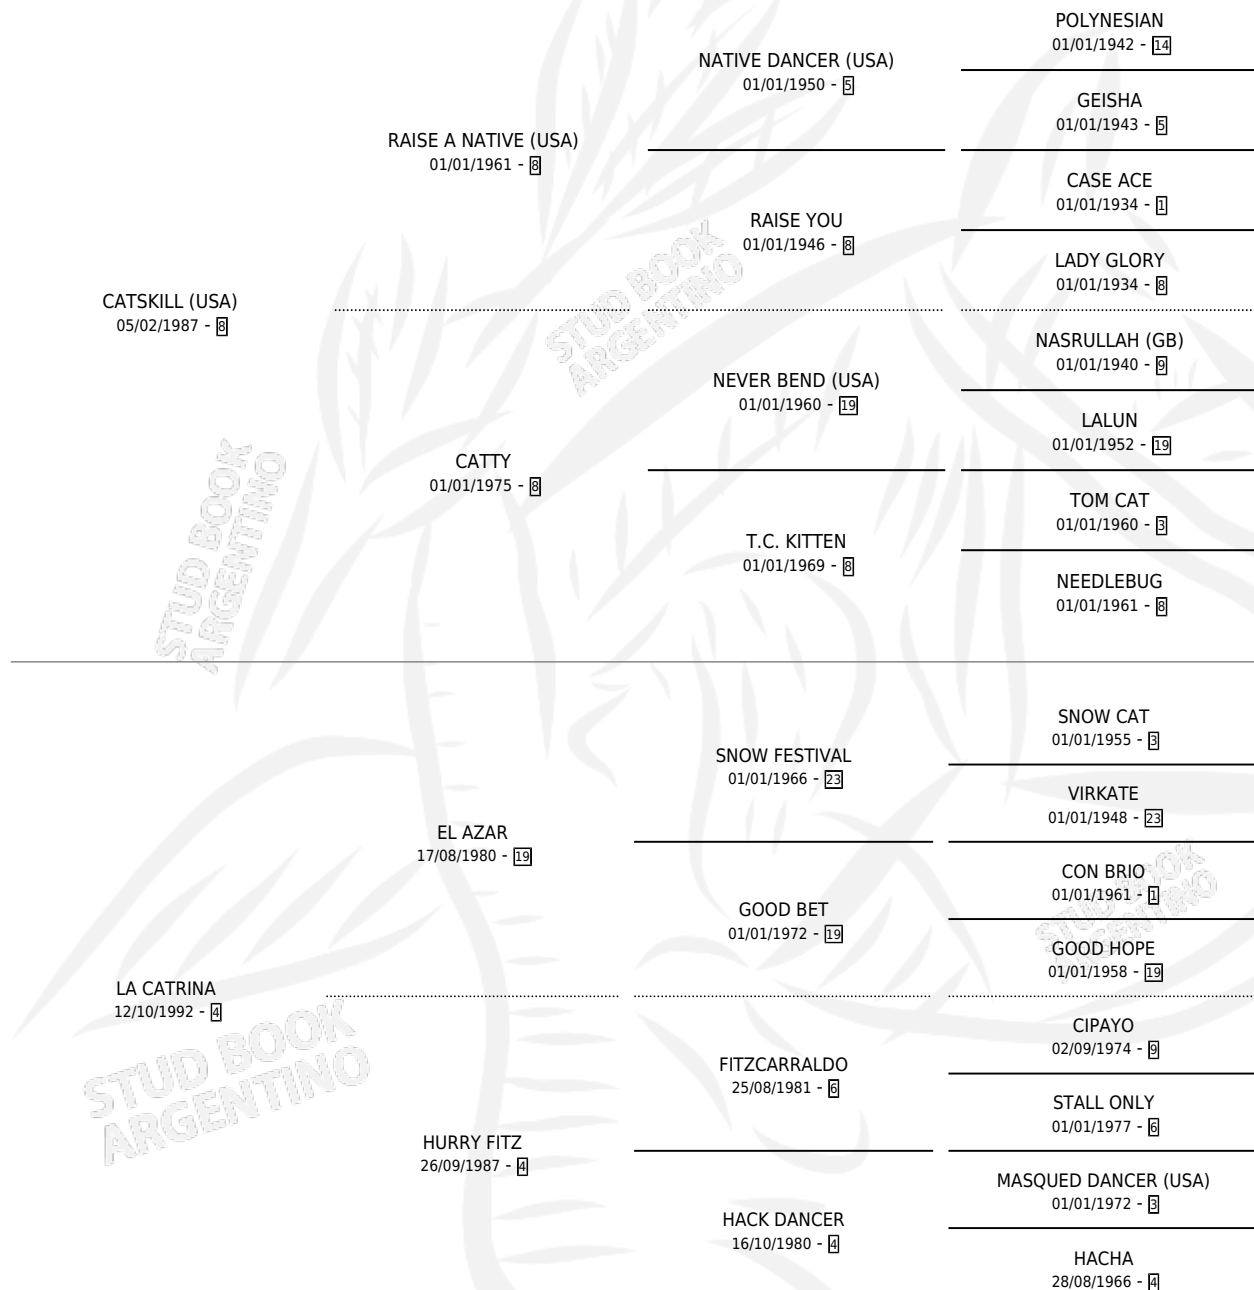 POLYNESIAN
01/01/1942 - 14
NATIVE DANCER (USA)
01/01/1950 - 5
GEISHA
01/01/1943 - 5
RAISE A NATIVE (USA)
01/01/1961 - 8
CASE ACE
01/01/1934 - 1
RAISE YOU
01/01/1946 - 8
LADY GLORY
01/01/1934 - 8
CATSKILL (USA)
05/02/1987 - 8
STUD BOOK
ARGENTINO
NASRULLAH (GB)
01/01/1940 - 9
NEVER BEND (USA)
01/01/1960 - 19
LALUN
01/01/1952 - 19
CATTY
01/01/1975 - 8
TOM CAT
01/01/1960 - 3
T.C. KITTEN
01/01/1969 - 8
NEEDLEBUG
01/01/1961 - 8
STUD BOOK
ARGENTINO
SNOW CAT
01/01/1955 - 3
SNOW FESTIVAL
01/01/1966 - 23
VIRKATE
01/01/1948 - 23
EL AZAR
17/08/1980 - 19
CON BRIO
01/01/1961 - 1
GOOD BET
01/01/1972 - 19
STUD BOOK
ARGENTINO
GOOD HOPE
01/01/1958 - 19
LA CATRINA
12/10/1992 - 4
STUD BOOK
ARGENTINO
CIPAYO
02/09/1974 - 9
FITZCARRALDO
25/08/1981 - 6
STALL ONLY
01/01/1977 - 6
HURRY FITZ
26/09/1987 - 4
MASQUED DANCER (USA)
01/01/1972 - 3
HACK DANCER
16/10/1980 - 4
HACHA
28/08/1966 - 4